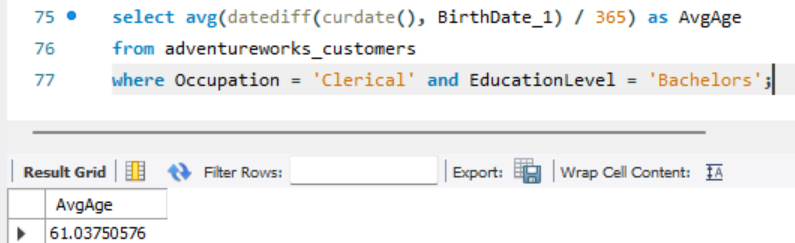 75 select avg(datediff(curdate(), BirthDate_1) / 365) as AvgAge
76 from adventureworks_customers
77 where Occupation = 'Clerical' and EducationLevel = 'Bachelors';
Result Grid Filter Rows: Export: Wrap Cell Content: IA
AvgAge
61.03750576